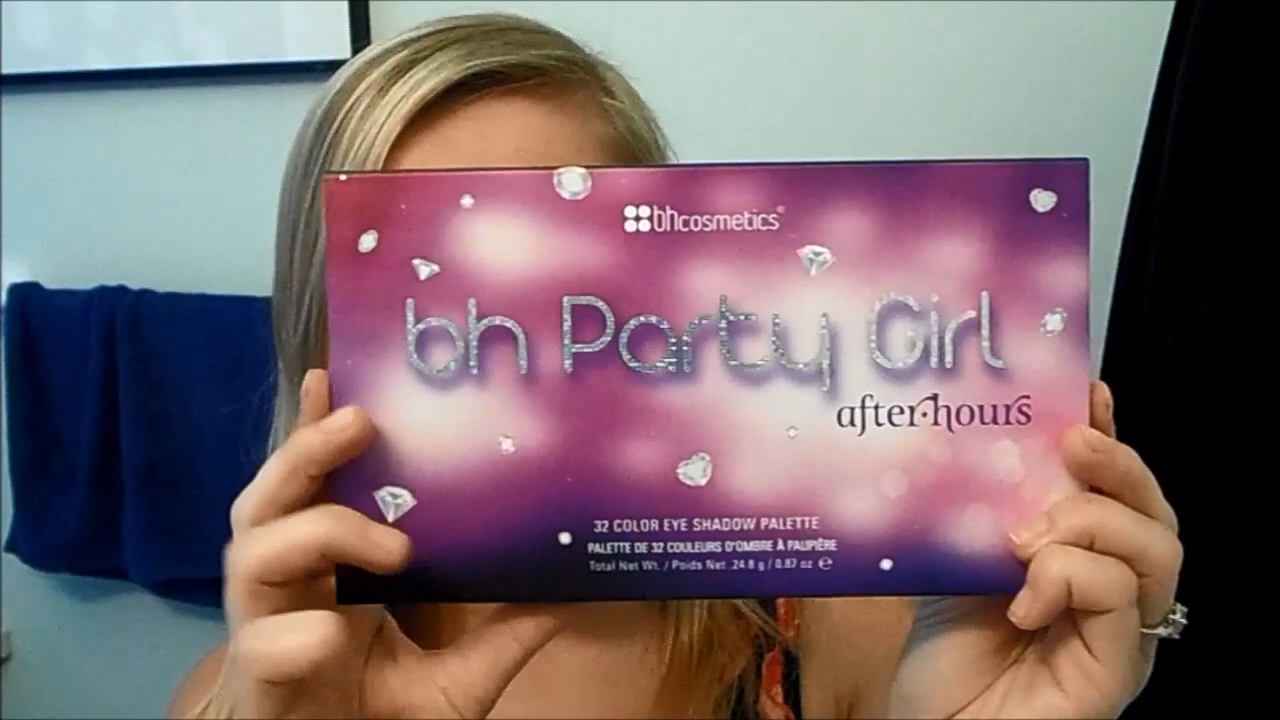 bhcosmetics®
bh Party Girl
after·hours
32 COLOR EYE SHADOW PALETTE
PALETTE DE 32 COULEURS D'OMBRE À PAUPIÈRE
Total Net Wt. / Poids Net .24.8 g / 0.87 oz ℮